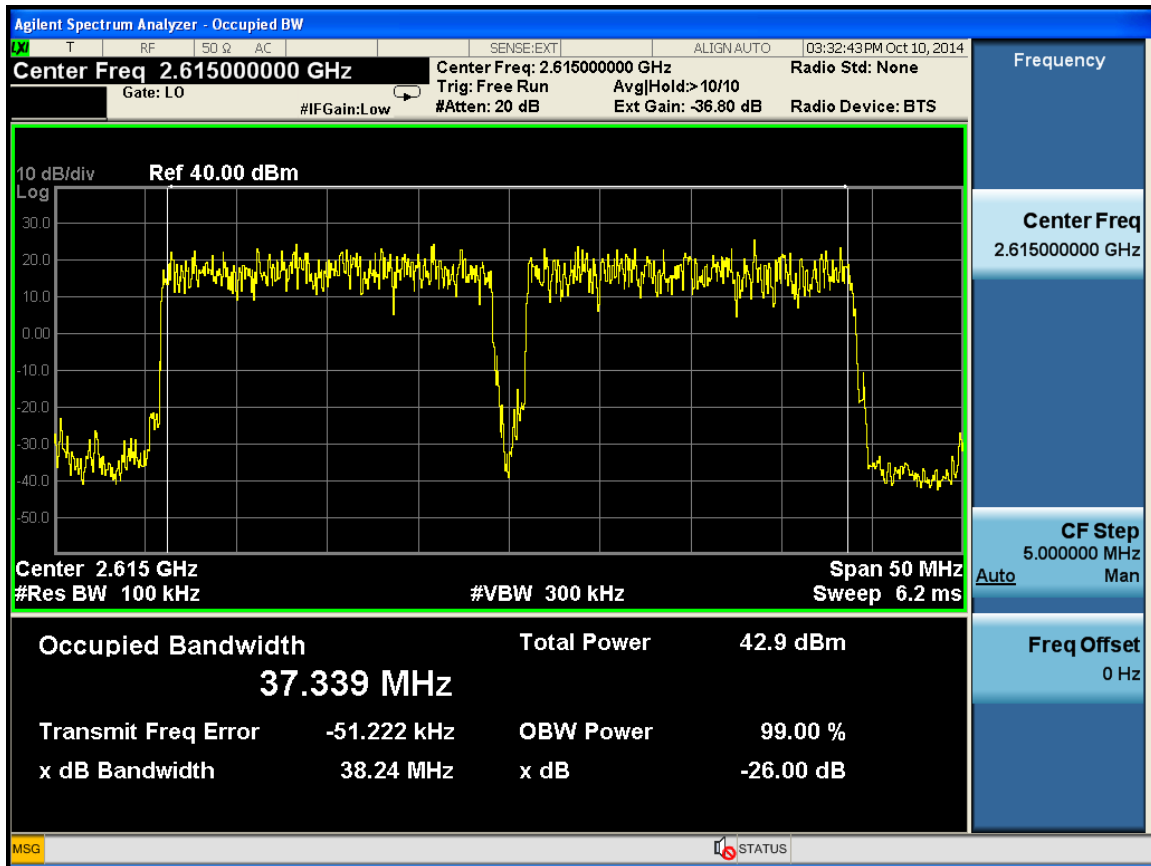 Agilent Spectrum Analyzer - Occupied BW
LXI T RF 50 Ω AC SENSE:EXT ALIGN AUTO 03:32:43 PM Oct 10, 2014
Center Freq 2.615000000 GHz
Center Freq: 2.615000000 GHz
Radio Std: None
Gate: LO
Trig: Free Run
Avg|Hold:> 10/10
#IFGain:Low
#Atten: 20 dB
Ext Gain: -36.80 dB
Radio Device: BTS
10 dB/div
Ref 40.00 dBm
Log
30.0
20.0
10.0
0.00
-10.0
-20.0
-30.0
-40.0
-50.0
Center 2.615 GHz
Span 50 MHz
#Res BW 100 kHz
#VBW 300 kHz
Sweep 6.2 ms
Occupied Bandwidth
Total Power 42.9 dBm
37.339 MHz
Transmit Freq Error -51.222 kHz
OBW Power 99.00 %
x dB Bandwidth 38.24 MHz
x dB -26.00 dB
Frequency
Center Freq
2.615000000 GHz
CF Step
5.000000 MHz
Auto Man
Freq Offset
0 Hz
MSG
STATUS